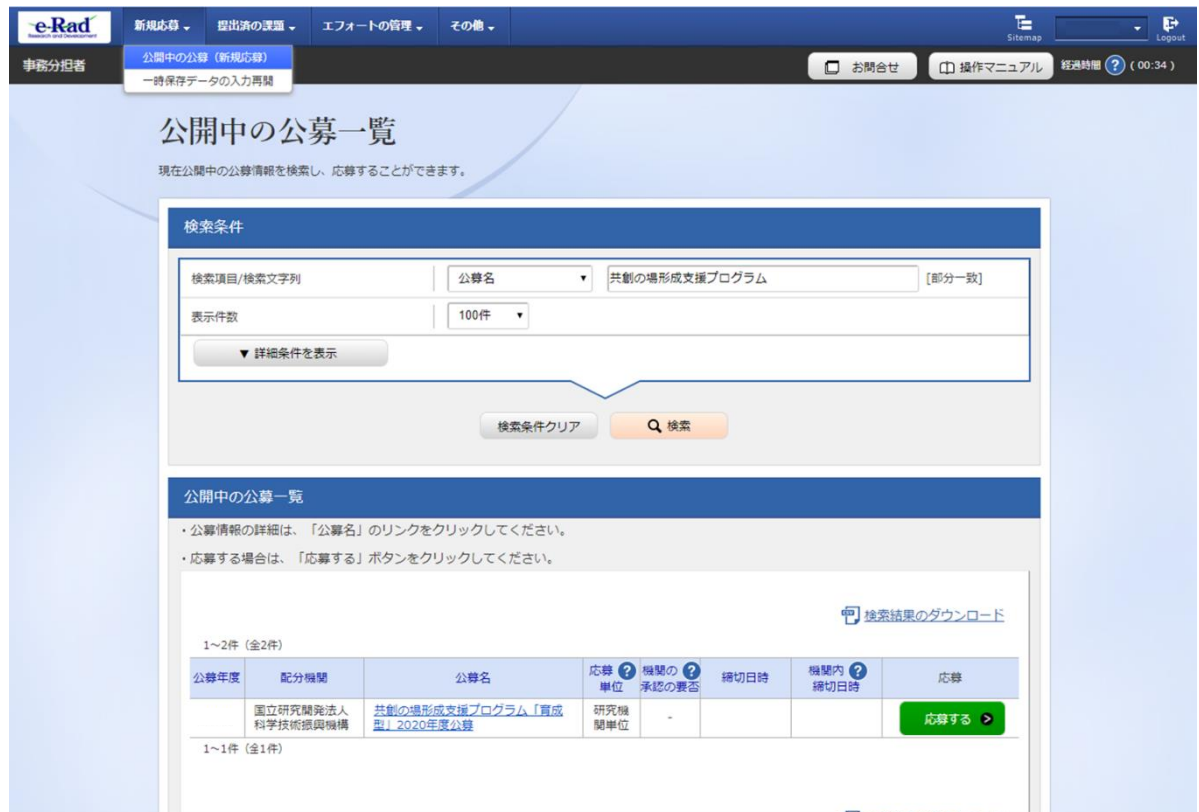 e-Rad
Research and Development
新規応募
提出済の課題
エフォートの管理
その他
Sitemap
Logout
公開中の公募（新規応募）
一時保存データの入力再開
事務分担者
お問合せ
操作マニュアル
経過時間 ? ( 00:34 )
公開中の公募一覧
現在公開中の公募情報を検索し、応募することができます。
検索条件
検索項目/検索文字列
公募名
共創の場形成支援プログラム
[部分一致]
表示件数
100件
▼ 詳細条件を表示
検索条件クリア
検索
公開中の公募一覧
・公募情報の詳細は、「公募名」のリンクをクリックしてください。
・応募する場合は、「応募する」ボタンをクリックしてください。
検索結果のダウンロード
1～2件（全2件）
公募年度
配分機関
公募名
応募 ?
単位
機関の ?
承認の要否
締切日時
機関内 ?
締切日時
応募
国立研究開発法人
科学技術振興機構
共創の場形成支援プログラム「育成
型」2020年度公募
研究機
関単位
-
応募する
1～1件（全1件）